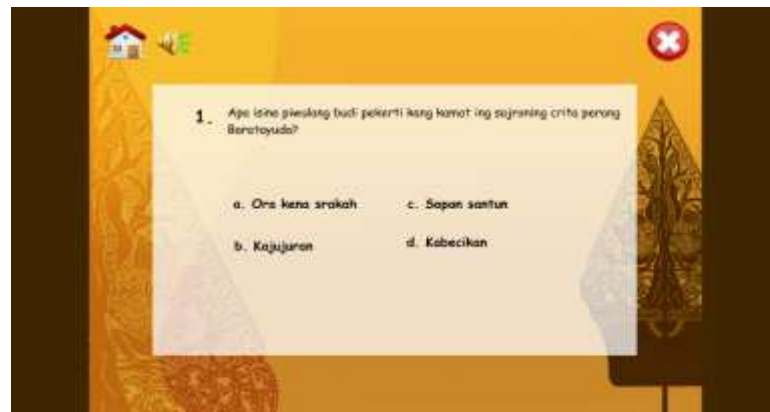 1. Apa isine piwulang budi pekerti kang kamot ing sajroning crita perang
Baratayuda?
a. Ora kena srakah
c. Sopan santun
b. Kajujuran
d. Kabecikan